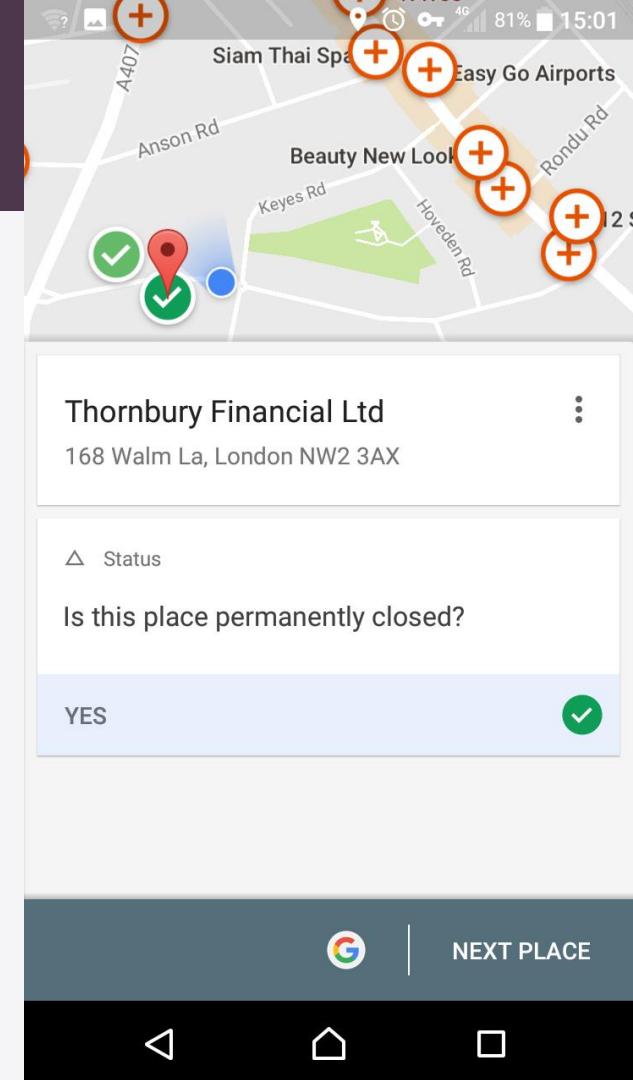 4G 81% 15:01
A407
Siam Thai Spa
Easy Go Airports
Anson Rd
Rondu Rd
Beauty New Look
Keyes Rd
Hoveden Rd
Thornbury Financial Ltd
168 Walm La, London NW2 3AX
Status
Is this place permanently closed?
YES
G
NEXT PLACE